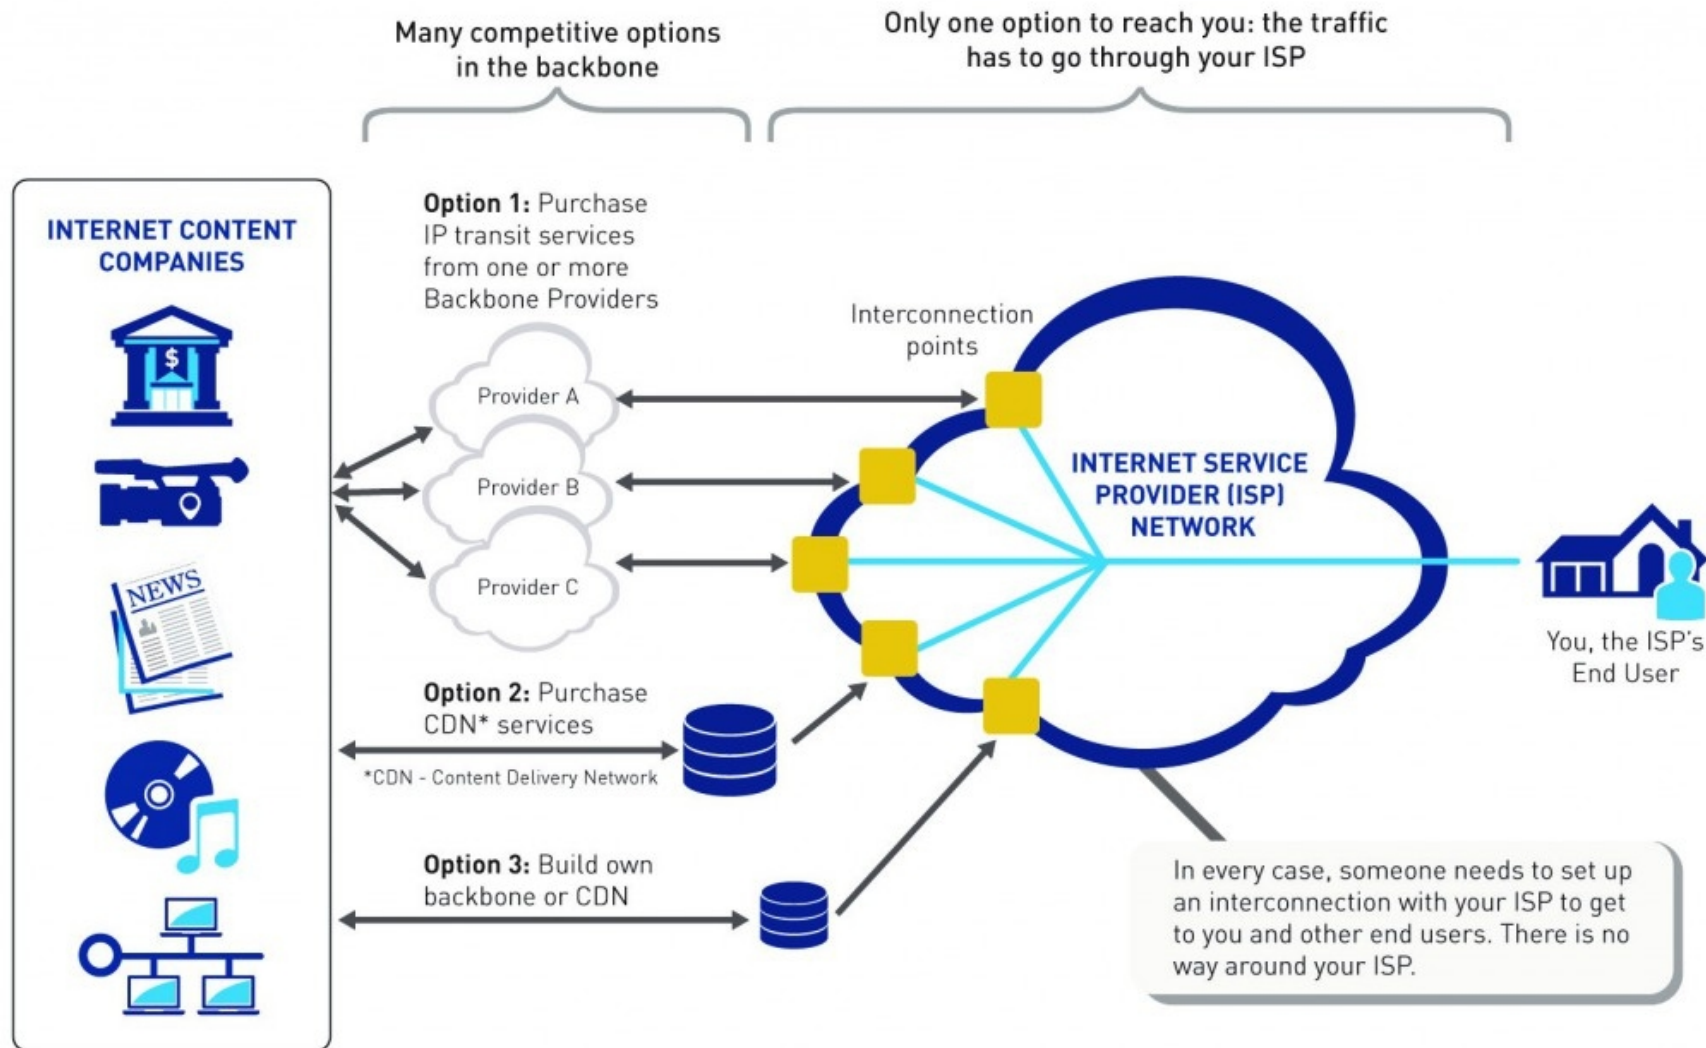 Many competitive options
in the backbone
Only one option to reach you: the traffic
has to go through your ISP
INTERNET CONTENT
COMPANIES
$
NEWS
Option 1: Purchase
IP transit services
from one or more
Backbone Providers
Provider A
Provider B
Provider C
Option 2: Purchase
CDN* services
*CDN - Content Delivery Network
Option 3: Build own
backbone or CDN
Interconnection
points
INTERNET SERVICE
PROVIDER (ISP)
NETWORK
You, the ISP's
End User
In every case, someone needs to set up
an interconnection with your ISP to get
to you and other end users. There is no
way around your ISP.